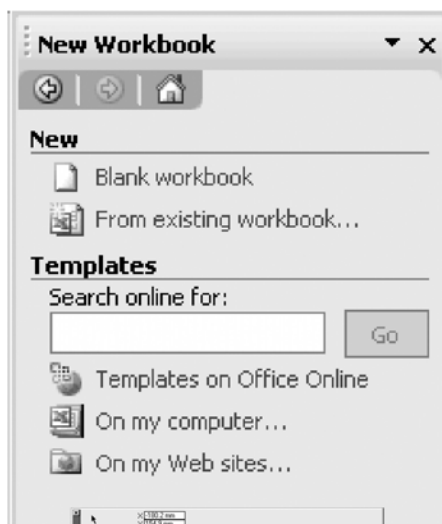 New Workbook
New
Blank workbook
From existing workbook...
Templates
Search online for:
Go
Templates on Office Online
On my computer...
On my Web sites...